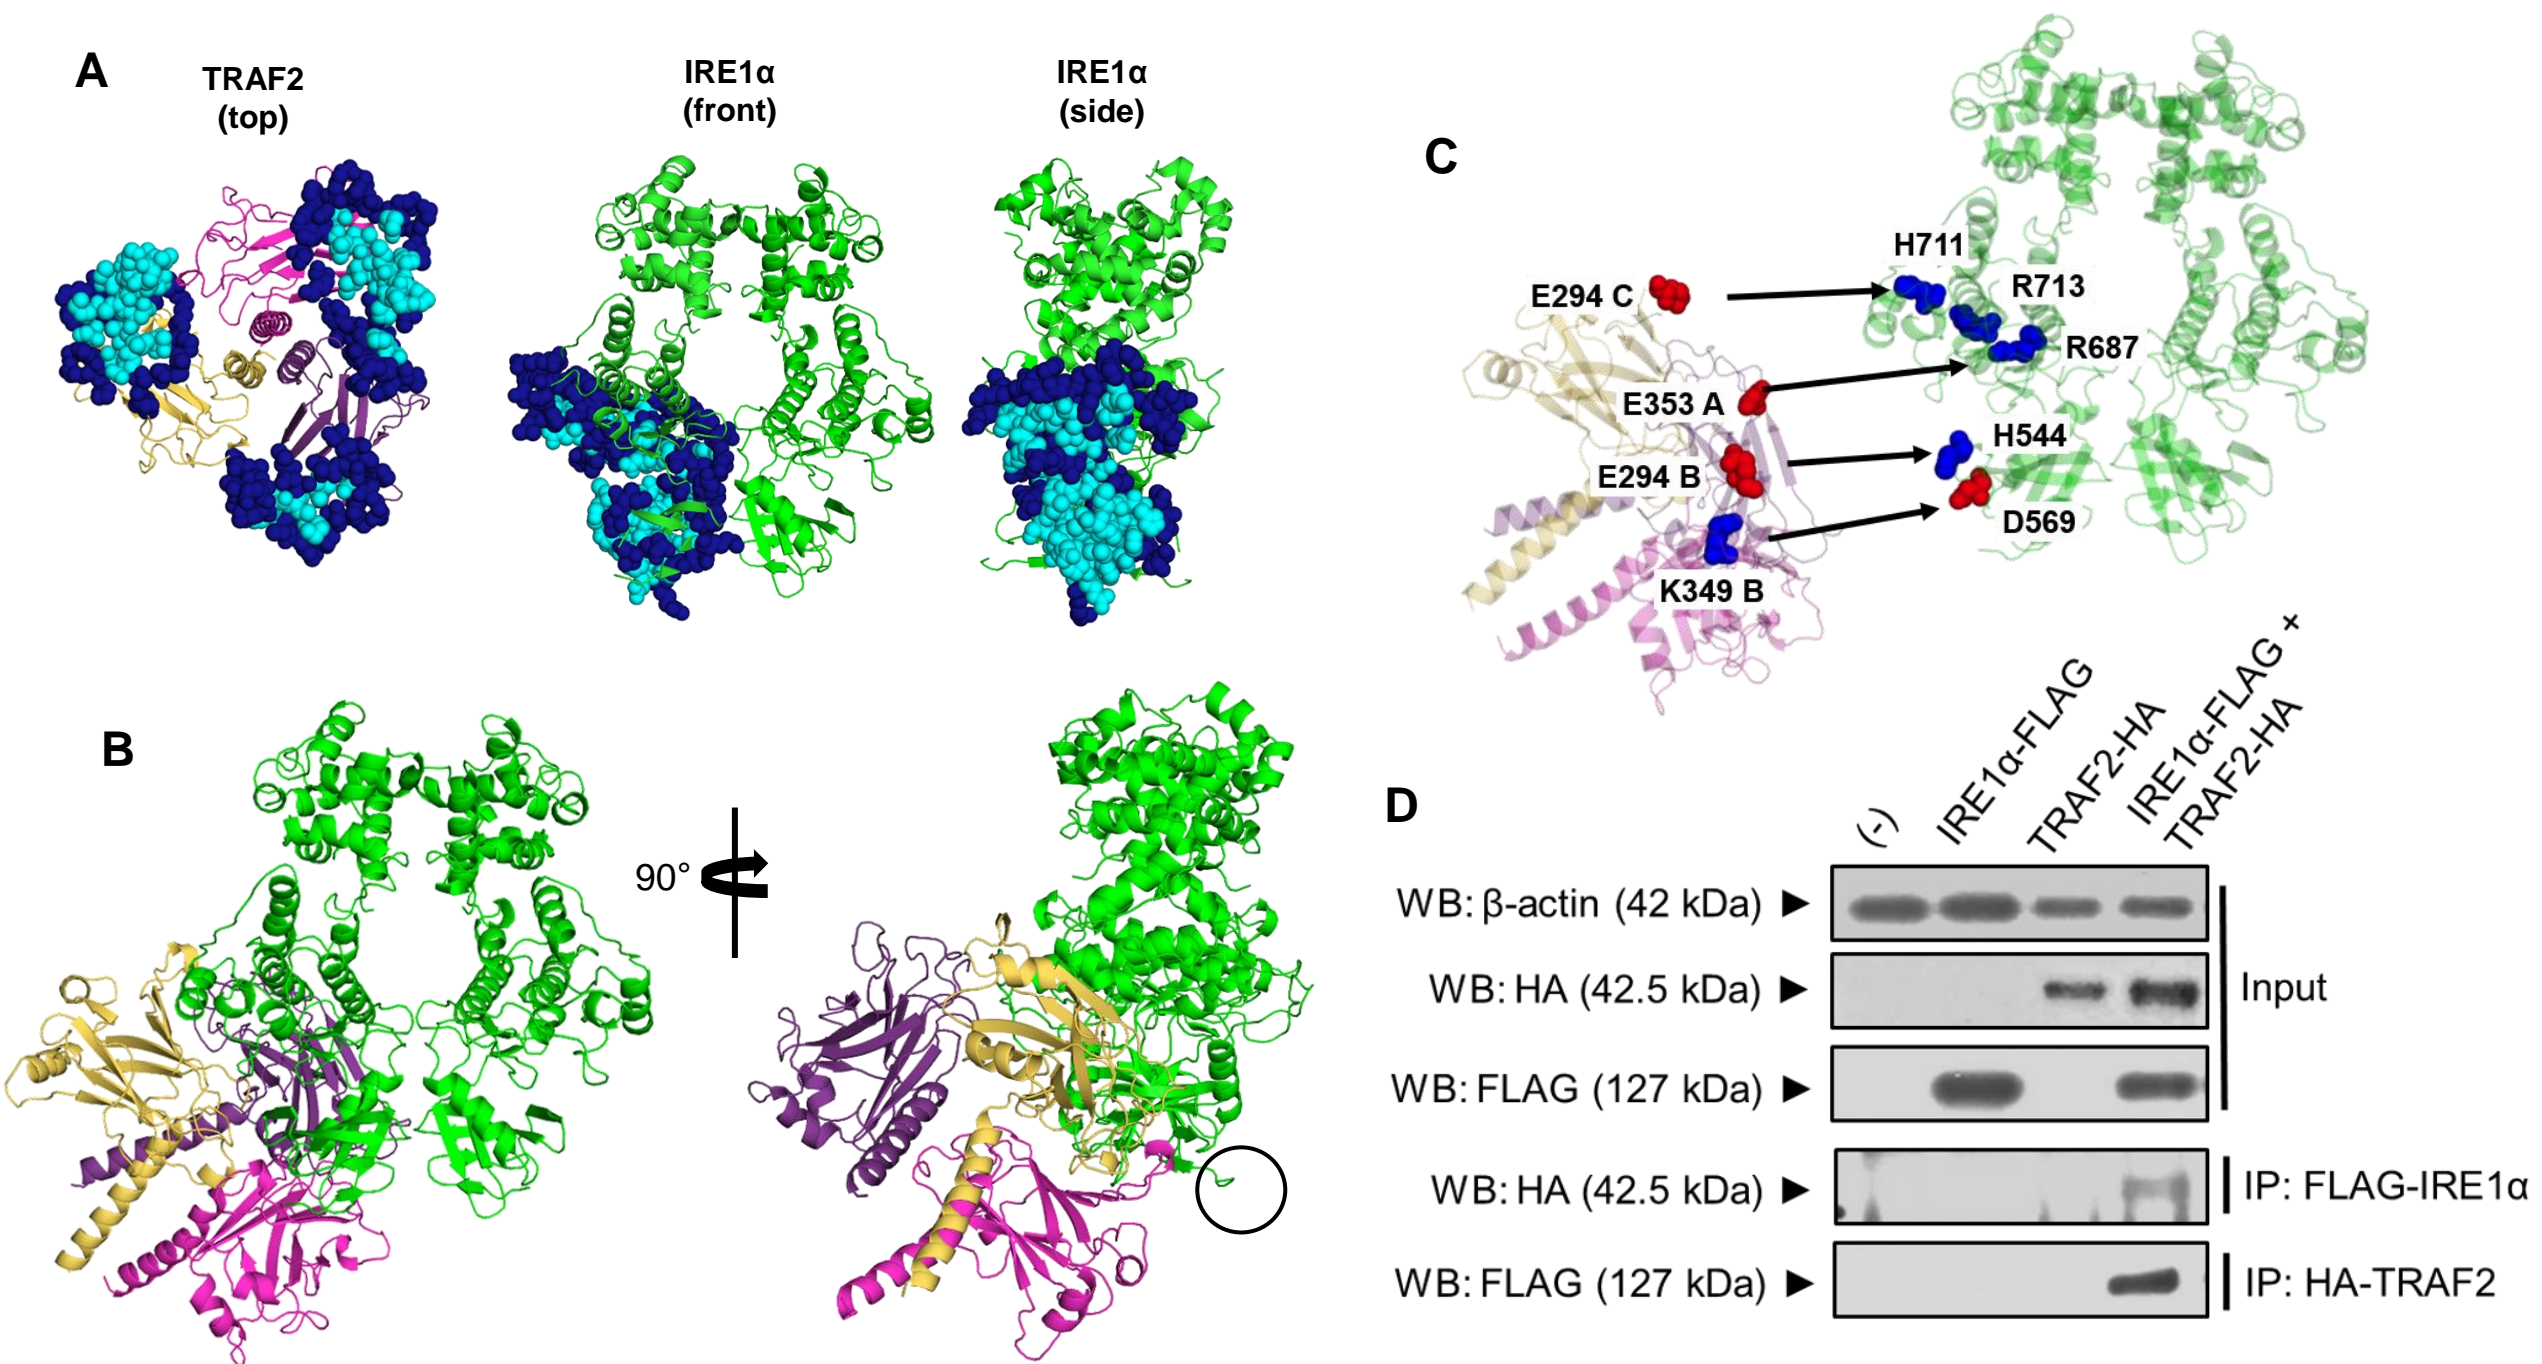 A
TRAF2
(top)
IRE1α
(front)
IRE1α
(side)
B
90°
C
H711
R713
E294 C
R687
E353 A
H544
E294 B
D569
K349 B
D
(-)
IRE1α-FLAG
TRAF2-HA
IRE1α-FLAG +
TRAF2-HA
WB: β-actin (42 kDa)
WB: HA (42.5 kDa)
Input
WB: FLAG (127 kDa)
WB: HA (42.5 kDa)
IP: FLAG-IRE1α
WB: FLAG (127 kDa)
IP: HA-TRAF2